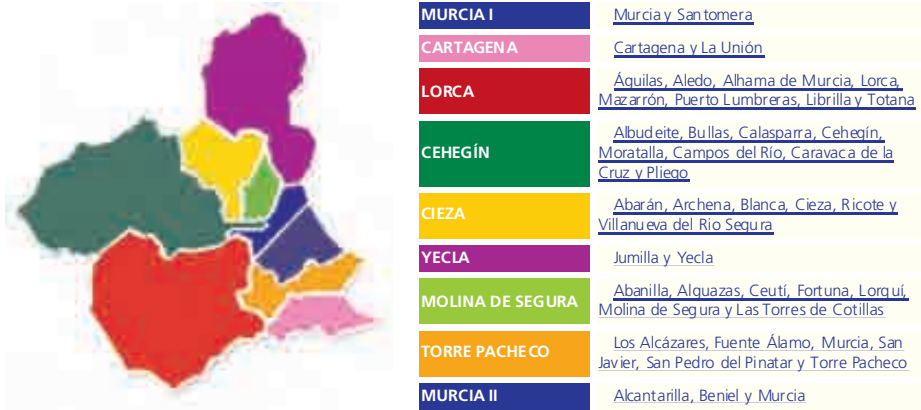 MURCIA I
Murcia y Santomera
CARTAGENA
Cartagena y La Unión
LORCA
Águilas, Aledo, Alhama de Murcia, Lorca,
Mazarrón, Puerto Lumbreras, Librilla y Totana
CEHEGÍN
Albudeite, Bullas, Calasparra, Cehegín,
Moratalla, Campos del Río, Caravaca de la
Cruz y Pliego
CIEZA
Abarán, Archena, Blanca, Cieza, Ricote y
Villanueva del Rio Segura
YECLA
Jumilla y Yecla
MOLINA DE SEGURA
Abanilla, Alguazas, Ceutí, Fortuna, Lorquí,
Molina de Segura y Las Torres de Cotillas
TORRE PACHECO
Los Alcázares, Fuente Álamo, Murcia, San
Javier, San Pedro del Pinatar y Torre Pacheco
MURCIA II
Alcantarilla, Beniel y Murcia